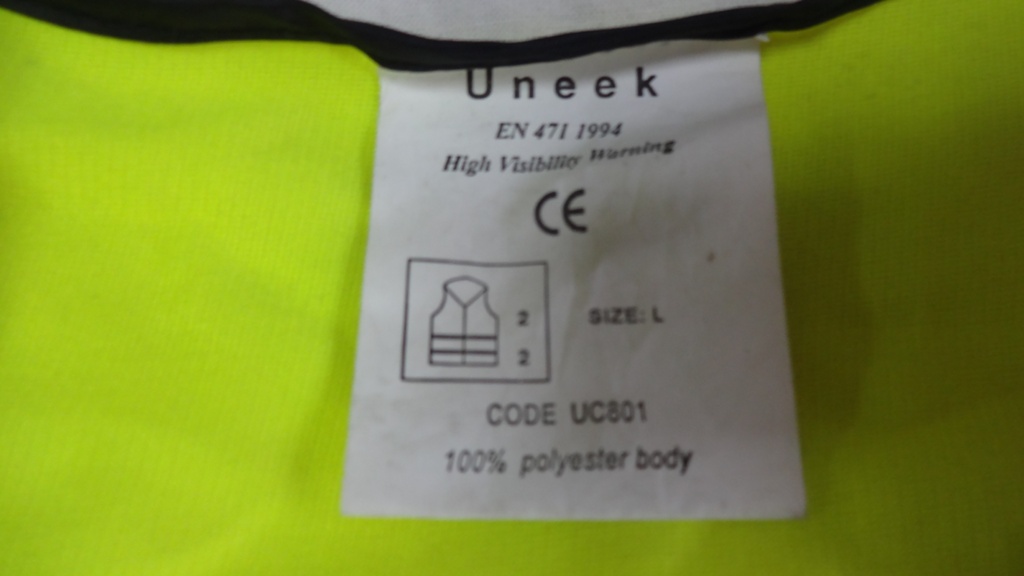 Uneek
EN 471 1994
High Visibility Warning
CE
2
SIZE: L
2
CODE UC801
100% polyester body